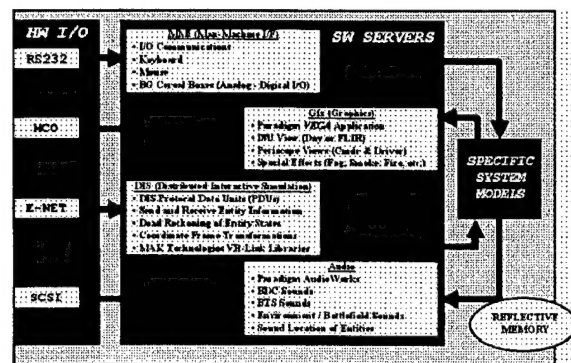 HW I/O
SW SERVERS
RS232
MCO
E-NET
SCSI
MMI (Man-Machine I/F)
• I/O Communications
• Keyboard
• Mouse
• BG Coved Boxes (Analog - Digital I/O)
Gfx (Graphics)
• Paradigm VEGA Application
• View (Day or FLIR)
• Periscope Views (Cmdr & Driver)
• Special Effects (Fog, Smoke, Fire, etc.)
DIS (Distributed Interactive Simulation)
• DIS Protocol Data Units (PDUs)
• Send and Receive Entity Information
• Dead Reckoning of Entity States
• Coordinate Frame Transformations
• MAK Technologies VR-Link Libraries
Audio
• Paradigm AudioWorks
• BDC Sounds
• BTS Sounds
• Environment / Battlefield Sounds
• Sound Location of Entities
SPECIFIC
SYSTEM
MODELS
REFLECTIVE
MEMORY